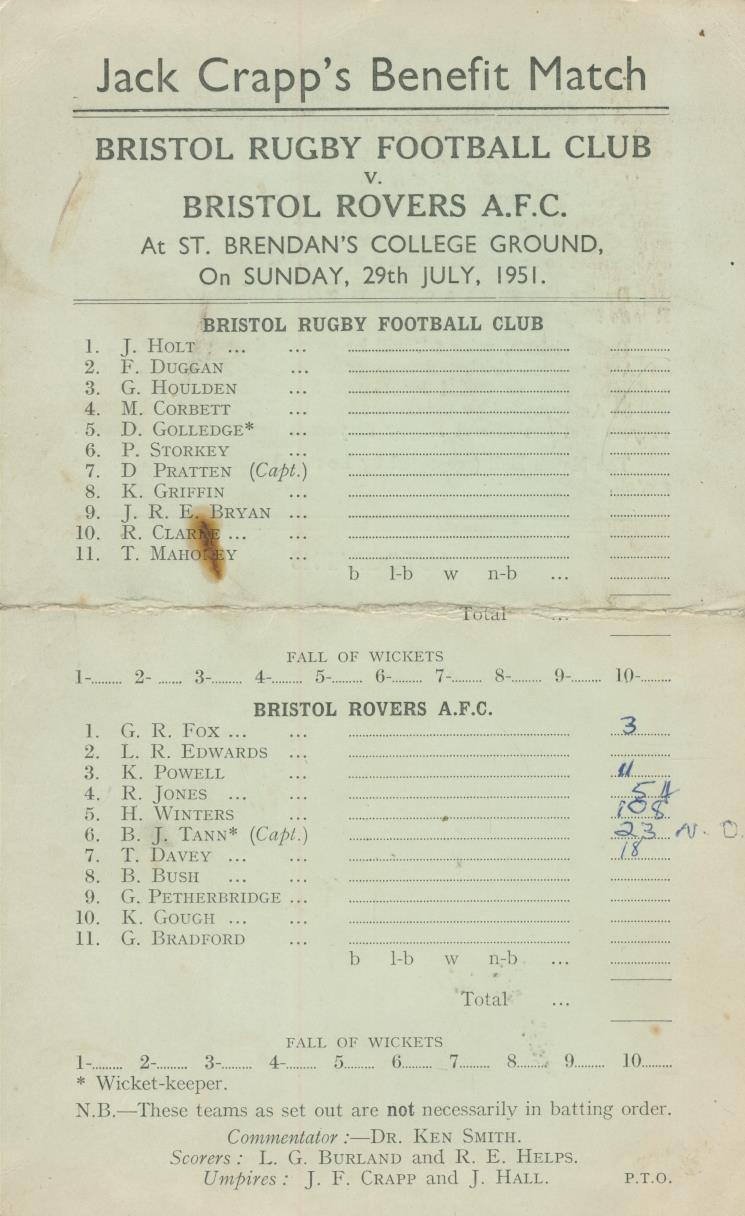 Jack Crapp's Benefit Match
BRISTOL RUGBY FOOTBALL CLUB
v.
BRISTOL ROVERS A.F.C.
At ST. BRENDAN'S COLLEGE GROUND,
On SUNDAY, 29th JULY, 1951.
BRISTOL RUGBY FOOTBALL CLUB
1. J. HOLT ... ...
2. F. DUGGAN ...
3. G. HOULDEN ...
4. M. CORBETT ...
5. D. GOLLEDGE* ...
6. P. STORKEY ...
7. D PRATTEN (Capt.)
8. K. GRIFFIN ...
9. J. R. E. BRYAN ...
10. R. CLARKE ... ...
11. T. MAHONEY ...
b l-b w n-b ...
Total ...
FALL OF WICKETS
1-......... 2- ....... 3-......... 4-......... 5-......... 6-......... 7-......... 8-......... 9-......... 10-.........
BRISTOL ROVERS A.F.C.
1. G. R. FOX ... ... 3
2. L. R. EDWARDS ...
3. K. POWELL ... 11
4. R. JONES ... ... 54
5. H. WINTERS ... 108
6. B. J. TANN* (Capt.) 23 N. O.
7. T. DAVEY ... ... 18
8. B. BUSH ... ...
9. G. PETHERBRIDGE ...
10. K. GOUGH ... ...
11. G. BRADFORD ...
b l-b w n-b ...
Total ...
FALL OF WICKETS
1-......... 2-......... 3-......... 4-......... 5......... 6......... 7......... 8......... 9......... 10.........
* Wicket-keeper.
N.B.—These teams as set out are not necessarily in batting order.
Commentator :—DR. KEN SMITH.
Scorers : L. G. BURLAND and R. E. HELPS.
Umpires : J. F. CRAPP and J. HALL. P.T.O.